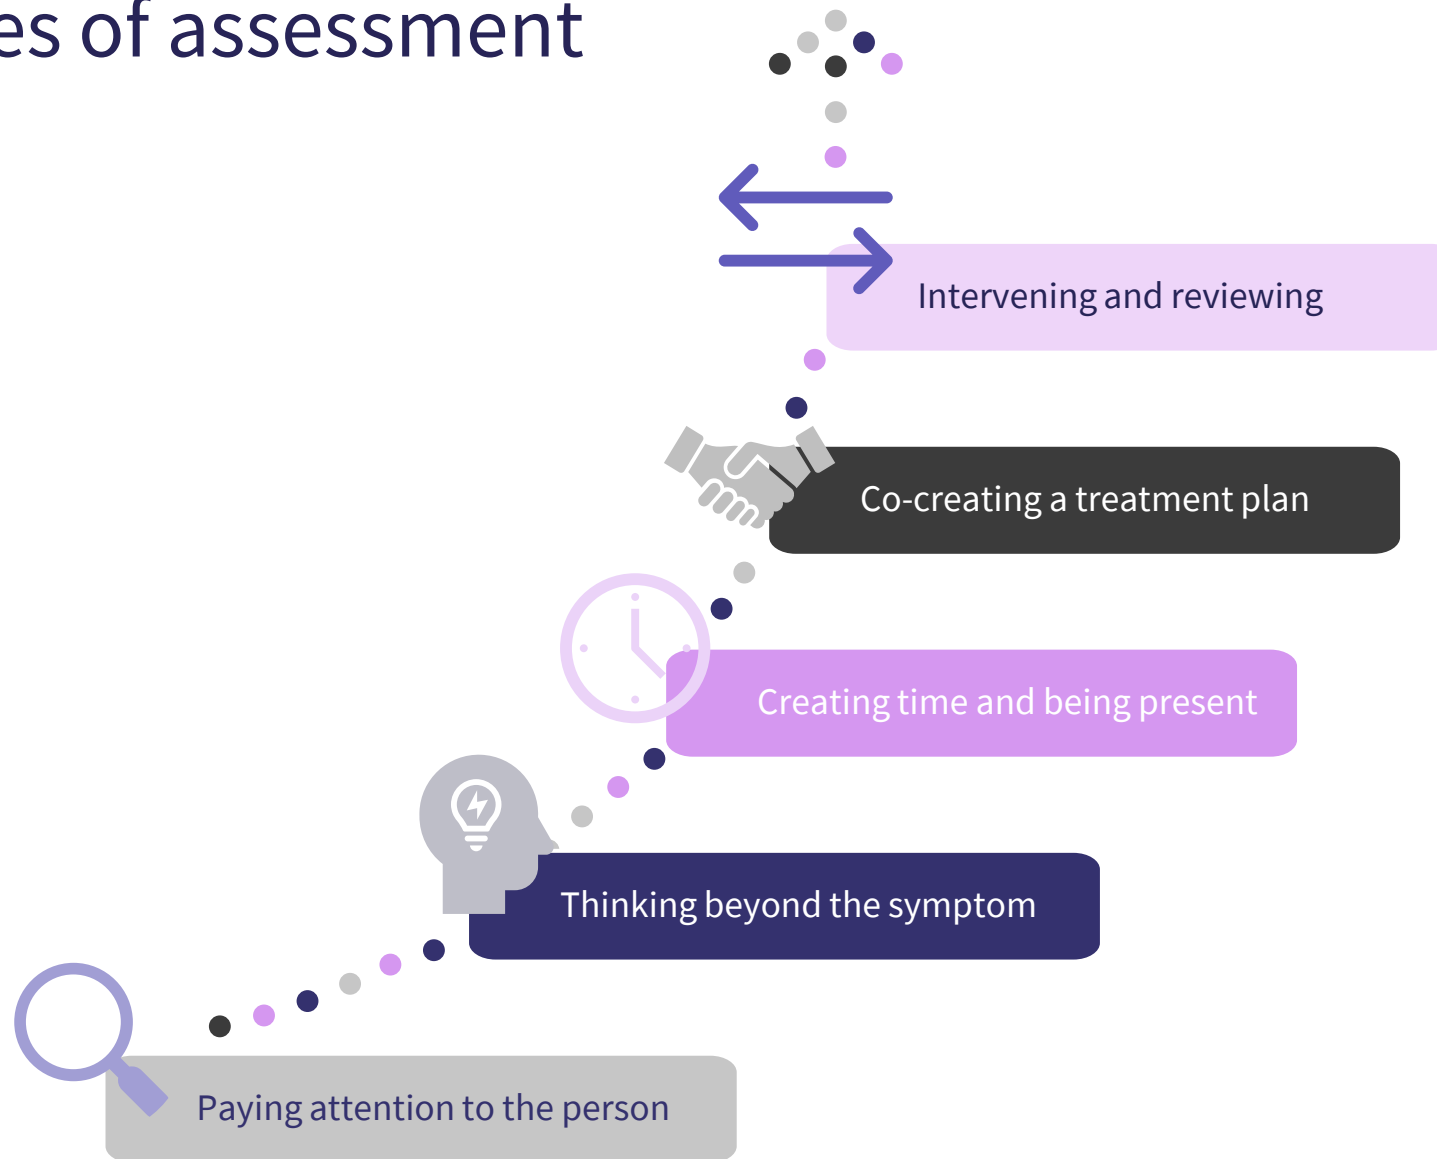 es of assessment
Intervening and reviewing
Co-creating a treatment plan
Creating time and being present
Thinking beyond the symptom
Paying attention to the person